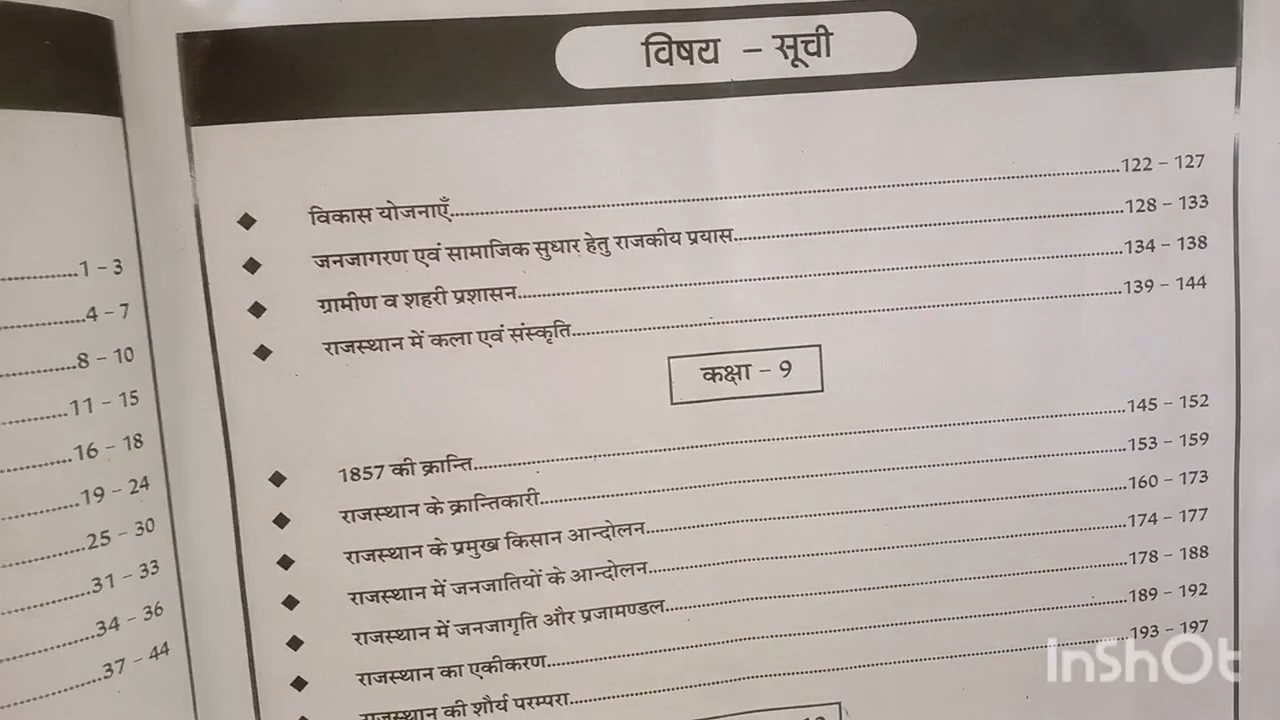 विषय – सूची
1 – 3
4 – 7
8 – 10
11 – 15
16 – 18
19 – 24
25 – 30
31 – 33
34 – 36
37 – 44
◆ विकास योजनाएँ 122 – 127
◆ जनजागरण एवं सामाजिक सुधार हेतु राजकीय प्रयास 128 – 133
◆ ग्रामीण व शहरी प्रशासन 134 – 138
◆ राजस्थान में कला एवं संस्कृति 139 – 144
कक्षा – 9
◆ 1857 की क्रान्ति 145 – 152
◆ राजस्थान के क्रान्तिकारी 153 – 159
◆ राजस्थान के प्रमुख किसान आन्दोलन 160 – 173
◆ राजस्थान में जनजातियों के आन्दोलन 174 – 177
◆ राजस्थान में जनजागृति और प्रजामण्डल 178 – 188
◆ राजस्थान का एकीकरण 189 – 192
◆ राजस्थान की शौर्य परम्परा 193 – 197
InShOt